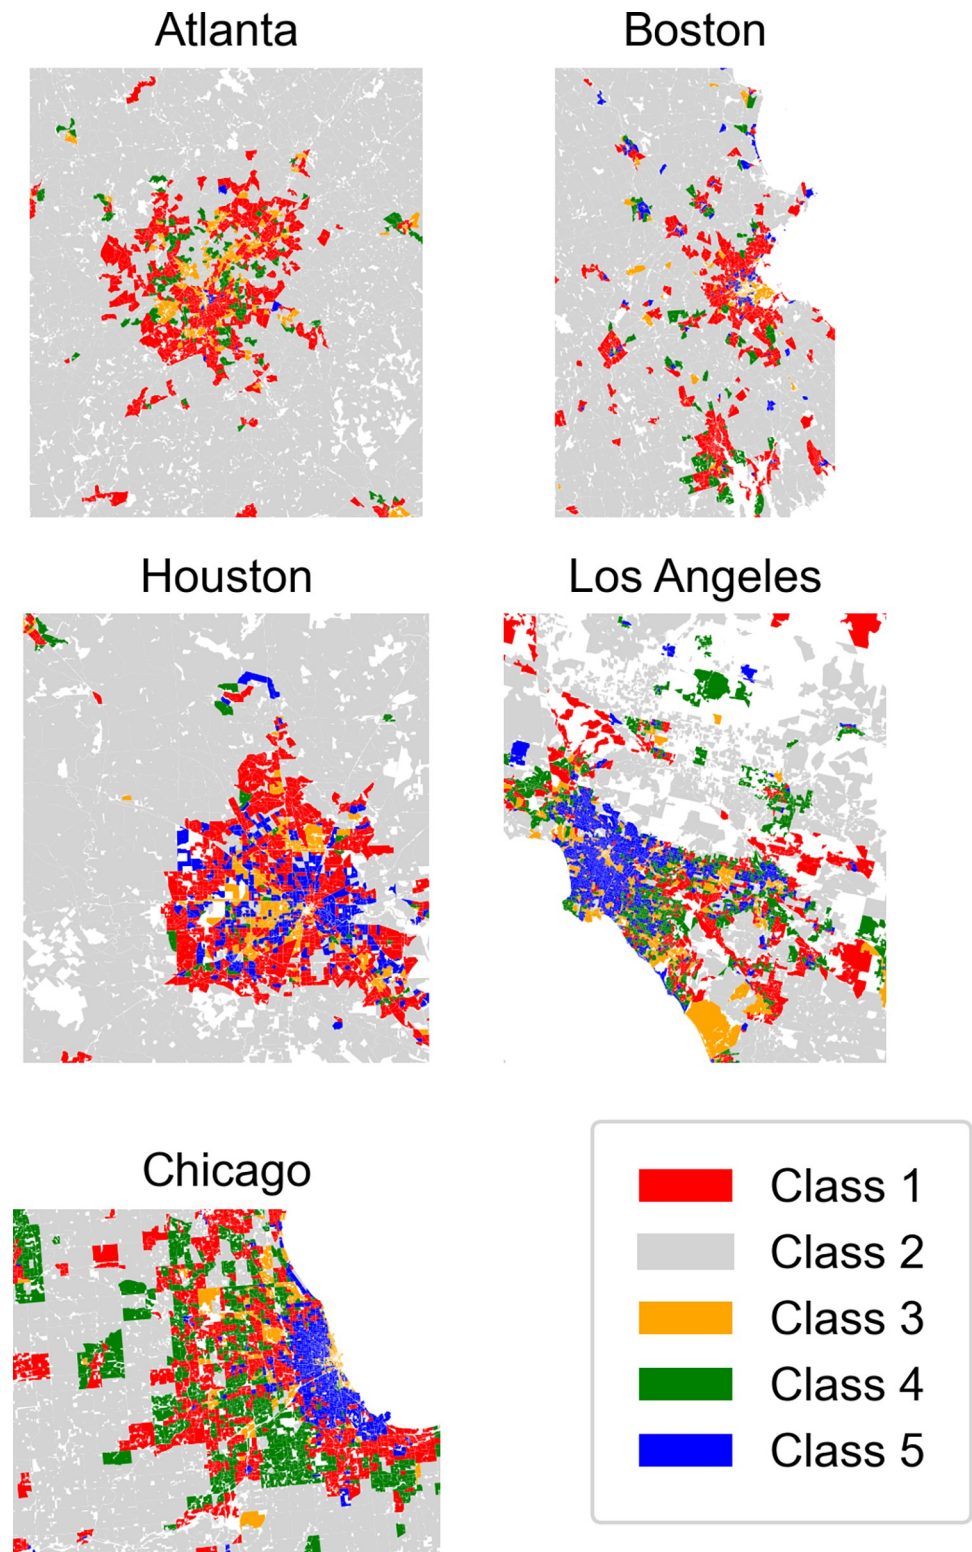 Atlanta
Boston
Houston
Los Angeles
Chicago
Class 1
Class 2
Class 3
Class 4
Class 5